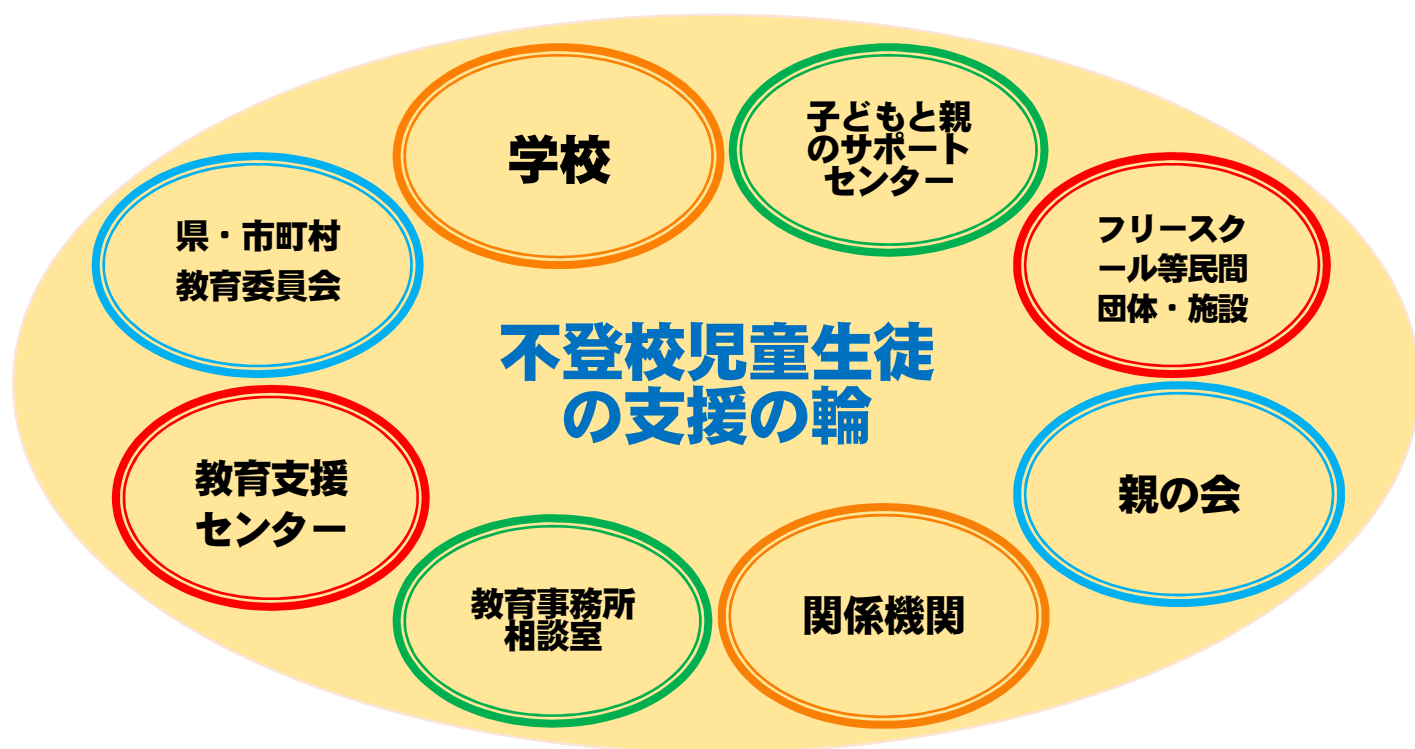 学校
子どもと親
のサポート
センター
県・市町村
教育委員会
フリースク
ール等民間
団体・施設
不登校児童生徒
の支援の輪
教育支援
センター
親の会
教育事務所
相談室
関係機関